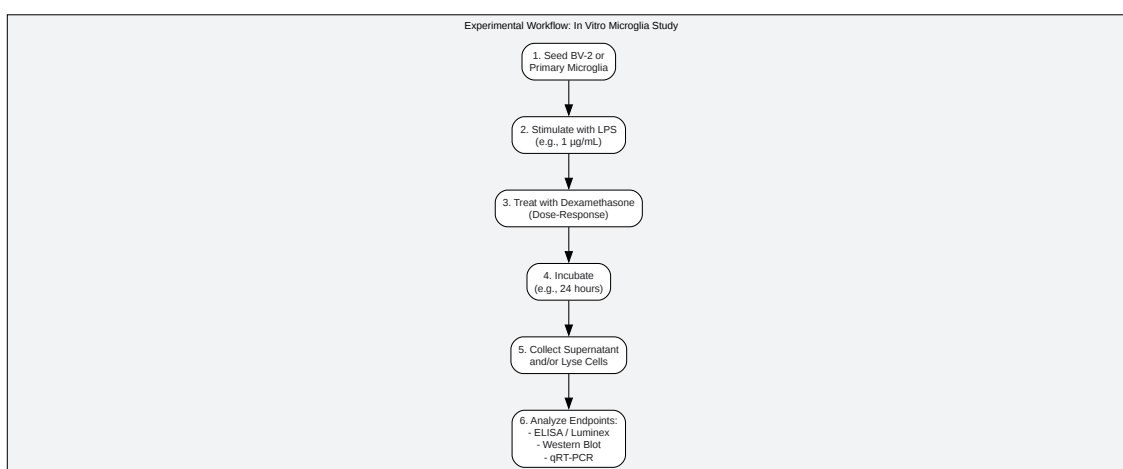 Experimental Workflow: In Vitro Microglia Study
1. Seed BV-2 or
Primary Microglia
2. Stimulate with LPS
(e.g., 1 µg/mL)
3. Treat with Dexamethasone
(Dose-Response)
4. Incubate
(e.g., 24 hours)
5. Collect Supernatant
and/or Lyse Cells
6. Analyze Endpoints:
- ELISA / Luminex
- Western Blot
- qRT-PCR